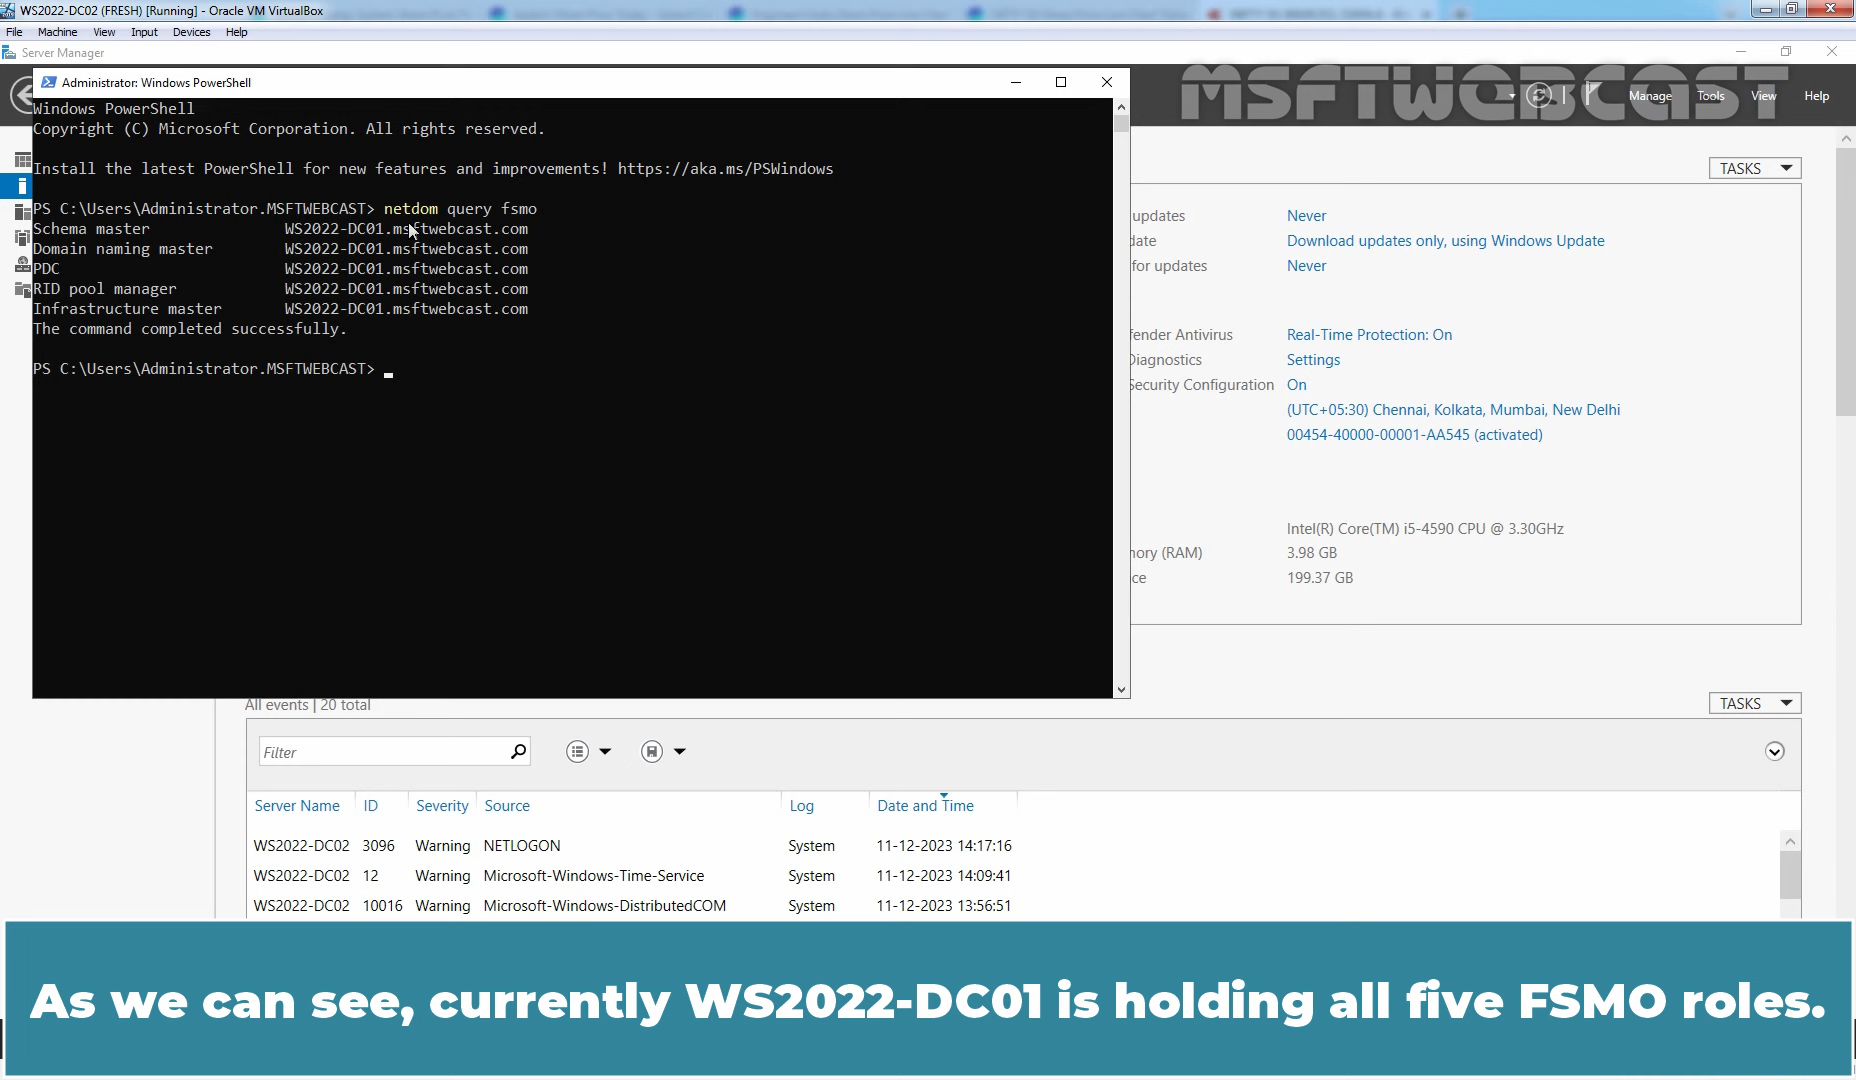 WS2022-DC02 (FRESH) [Running] - Oracle VM VirtualBox
File Machine View Input Devices Help
Server Manager
MSFTWEBCAST
Manage Tools View Help
Administrator: Windows PowerShell
Windows PowerShell
Copyright (C) Microsoft Corporation. All rights reserved.
Install the latest PowerShell for new features and improvements! https://aka.ms/PSWindows
PS C:\Users\Administrator.MSFTWEBCAST> netdom query fsmo
Schema master WS2022-DC01.msftwebcast.com
Domain naming master WS2022-DC01.msftwebcast.com
PDC WS2022-DC01.msftwebcast.com
RID pool manager WS2022-DC01.msftwebcast.com
Infrastructure master WS2022-DC01.msftwebcast.com
The command completed successfully.
PS C:\Users\Administrator.MSFTWEBCAST>
TASKS
updates Never
Download updates only, using Windows Update
for updates Never
Antivirus Real-Time Protection: On
Diagnostics Settings
Security Configuration On
(UTC+05:30) Chennai, Kolkata, Mumbai, New Delhi
00454-40000-00001-AA545 (activated)
Intel(R) Core(TM) i5-4590 CPU @ 3.30GHz
(RAM) 3.98 GB
199.37 GB
All events | 20 total
TASKS
Filter
Server Name ID Severity Source Log Date and Time
WS2022-DC02 3096 Warning NETLOGON System 11-12-2023 14:17:16
WS2022-DC02 12 Warning Microsoft-Windows-Time-Service System 11-12-2023 14:09:41
WS2022-DC02 10016 Warning Microsoft-Windows-DistributedCOM System 11-12-2023 13:56:51
As we can see, currently WS2022-DC01 is holding all five FSMO roles.